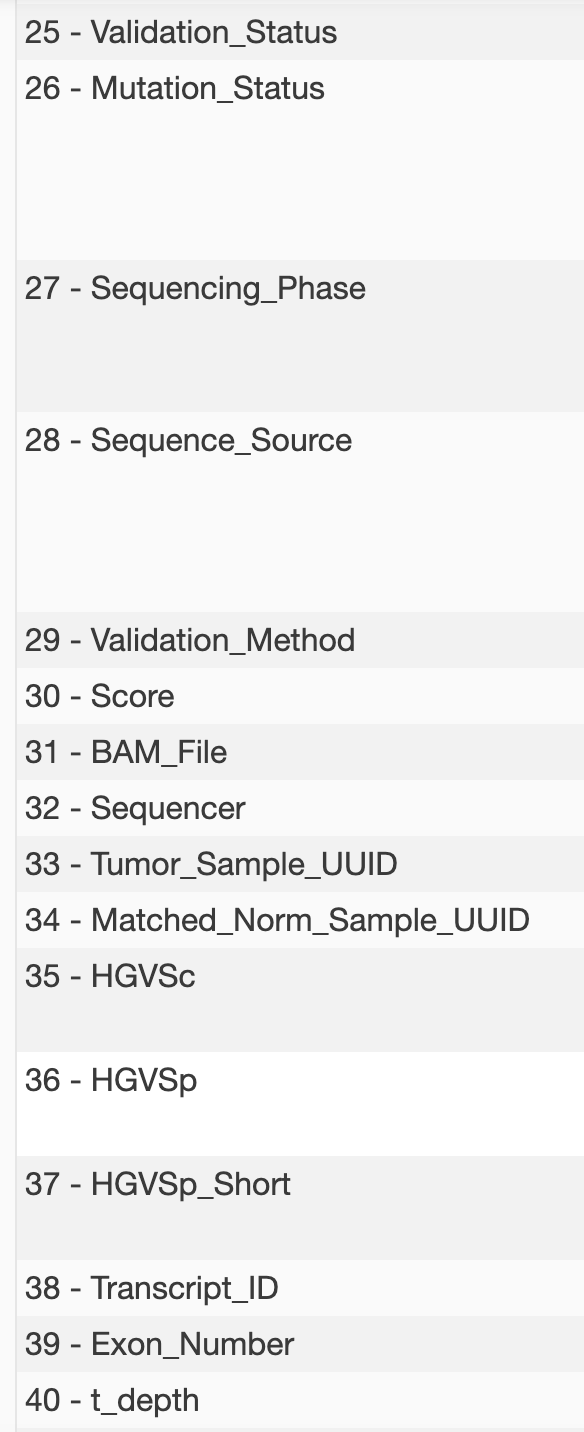 25 - Validation_Status
26 - Mutation_Status
27 - Sequencing_Phase
28 - Sequence_Source
29 - Validation_Method
30 - Score
31 - BAM_File
32 - Sequencer
33 - Tumor_Sample_UUID
34 - Matched_Norm_Sample_UUID
35 - HGVSc
36 - HGVSp
37 - HGVSp_Short
38 - Transcript_ID
39 - Exon_Number
40 - t_depth